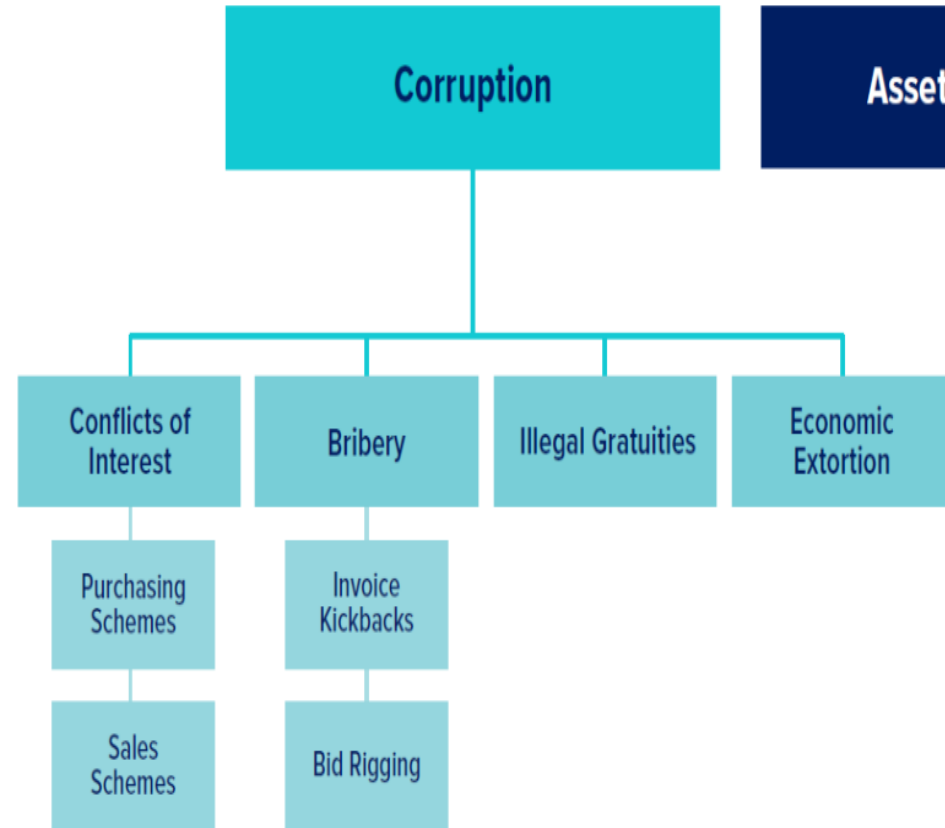 Corruption
Asset
Conflicts of
Interest
Bribery
Illegal Gratuities
Economic
Extortion
Purchasing
Schemes
Invoice
Kickbacks
Sales
Schemes
Bid Rigging